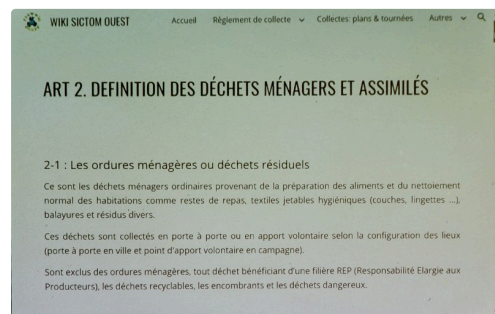 WIKI SICTOM OUEST Accueil Règlement de collecte Collectes: plans & tournées Autres
ART 2. DEFINITION DES DÉCHETS MÉNAGERS ET ASSIMILÉS
2-1 : Les ordures ménagères ou déchets résiduels
Ce sont les déchets ménagers ordinaires provenant de la préparation des aliments et du nettoiement
normal des habitations comme restes de repas, textiles jetables hygiéniques (couches, lingettes ...),
balayures et résidus divers.
Ces déchets sont collectés en porte à porte ou en apport volontaire selon la configuration des lieux
(porte à porte en ville et point d'apport volontaire en campagne).
Sont exclus des ordures ménagères, tout déchet bénéficiant d'une filière REP (Responsabilité Elargie aux
Producteurs), les déchets recyclables, les encombrants et les déchets dangereux.